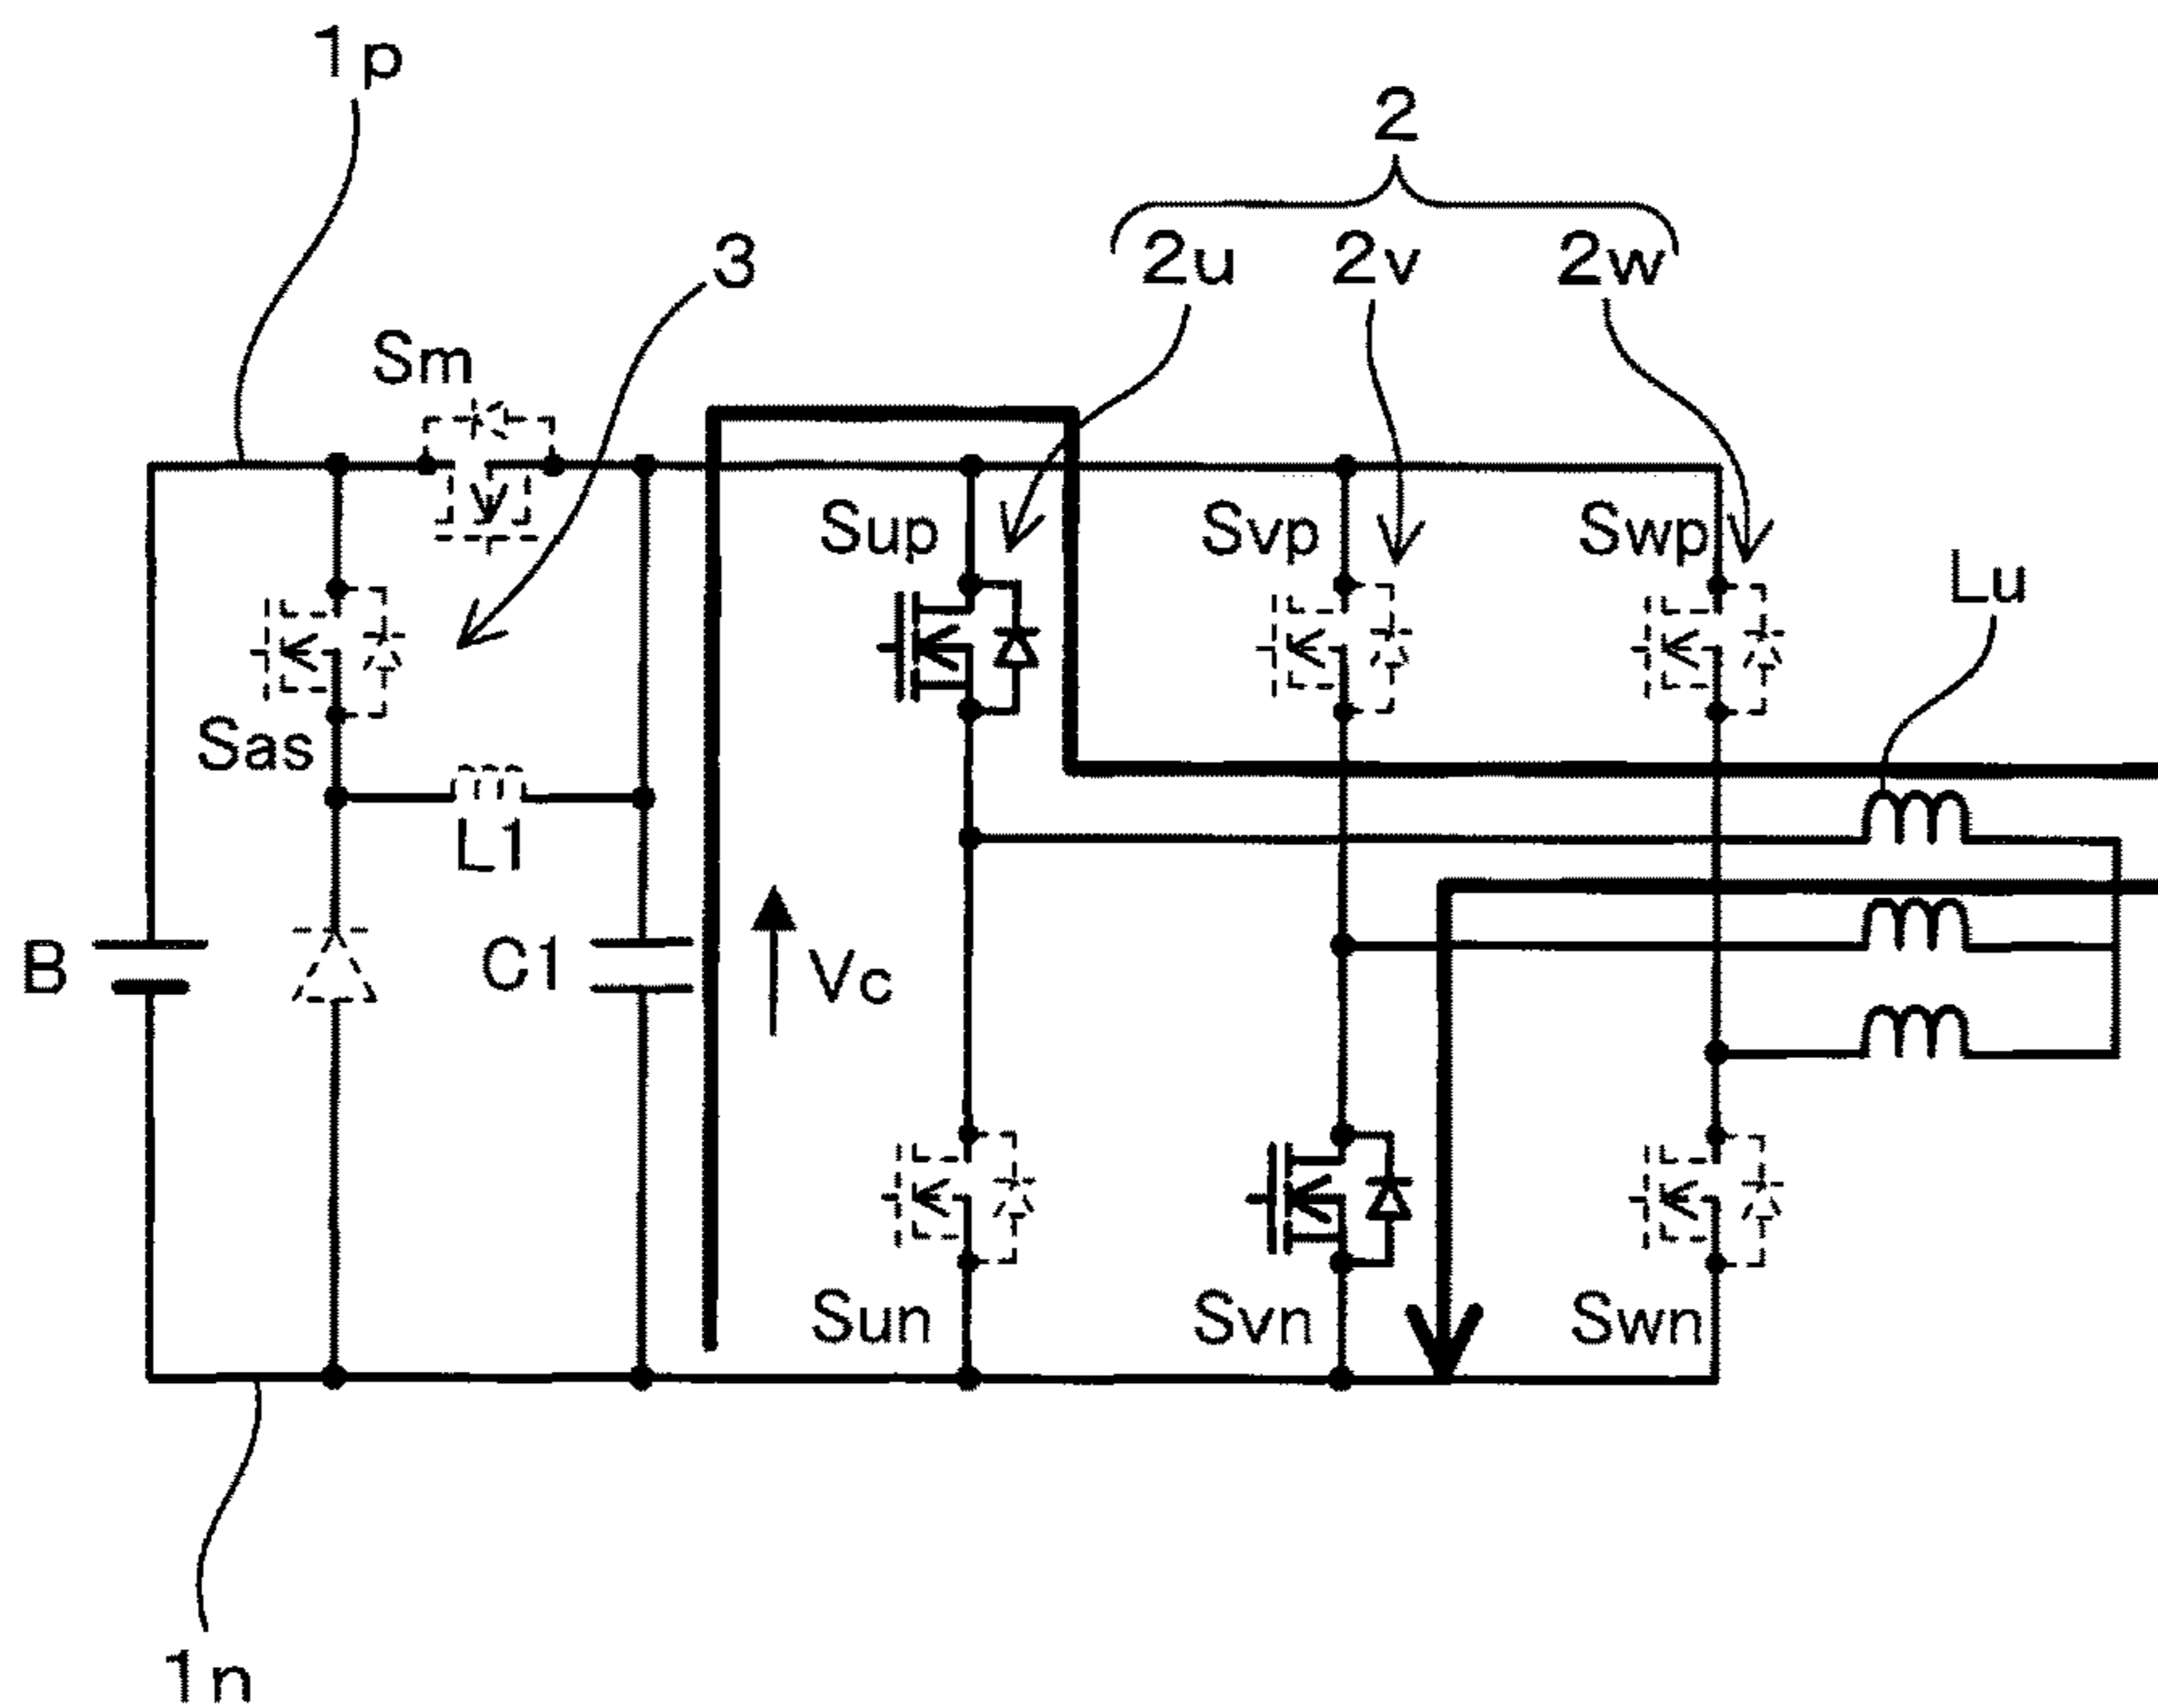 1p
2
3
2u 2v 2w
Sm
Sup Svp Swp
Lu
Sas
L1
B C1 Vc
Sun Svn Swn
1n